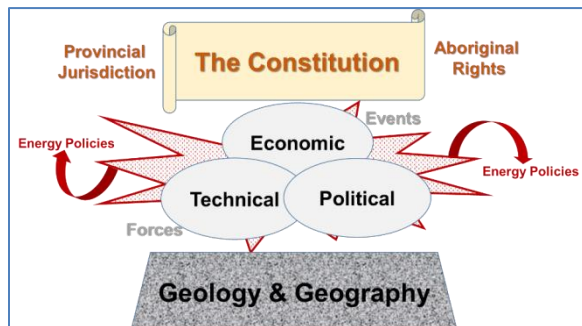 Provincial
Jurisdiction
The Constitution
Aboriginal
Rights
Events
Economic
Energy Policies
Energy Policies
Technical
Political
Forces
Geology & Geography